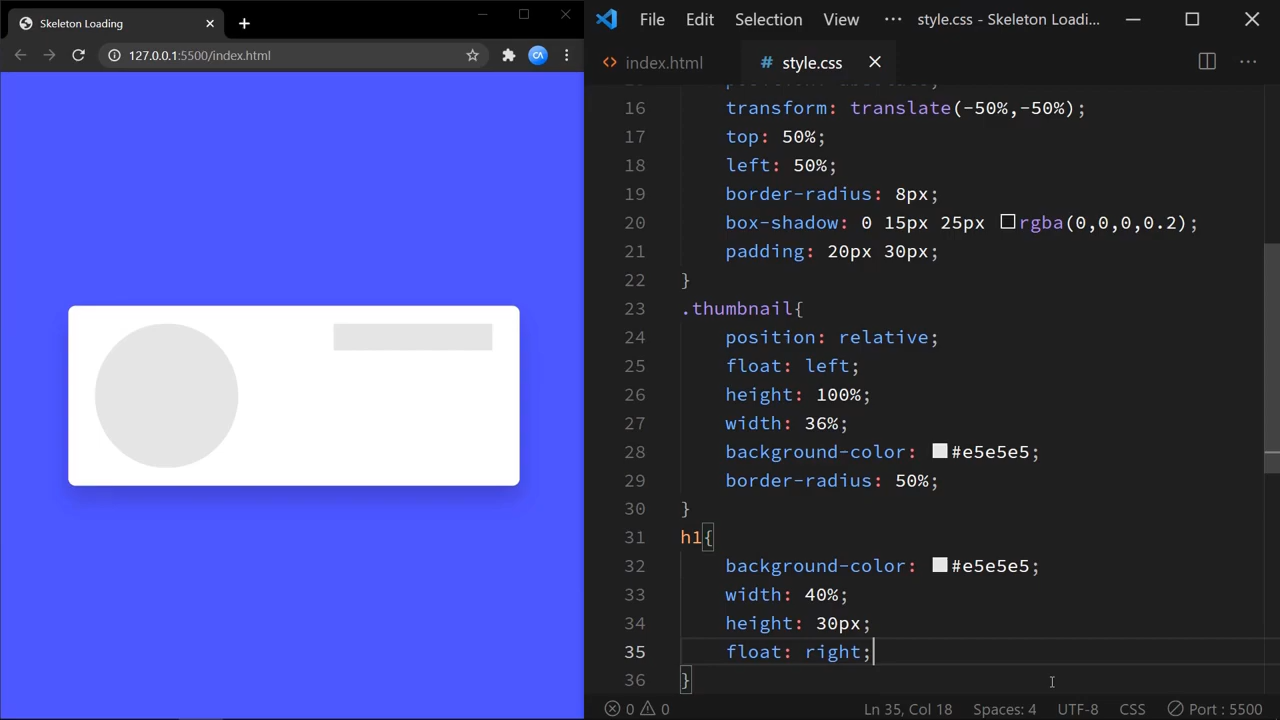 Skeleton Loading
127.0.0.1:5500/index.html
File Edit Selection View ··· style.css - Skeleton Loadi...
<> index.html # style.css
16 transform: translate(-50%,-50%);
17 top: 50%;
18 left: 50%;
19 border-radius: 8px;
20 box-shadow: 0 15px 25px rgba(0,0,0,0.2);
21 padding: 20px 30px;
22 }
23 .thumbnail{
24 position: relative;
25 float: left;
26 height: 100%;
27 width: 36%;
28 background-color: #e5e5e5;
29 border-radius: 50%;
30 }
31 h1{
32 background-color: #e5e5e5;
33 width: 40%;
34 height: 30px;
35 float: right;
36 }
0 0 Ln 35, Col 18 Spaces: 4 UTF-8 CSS Port : 5500